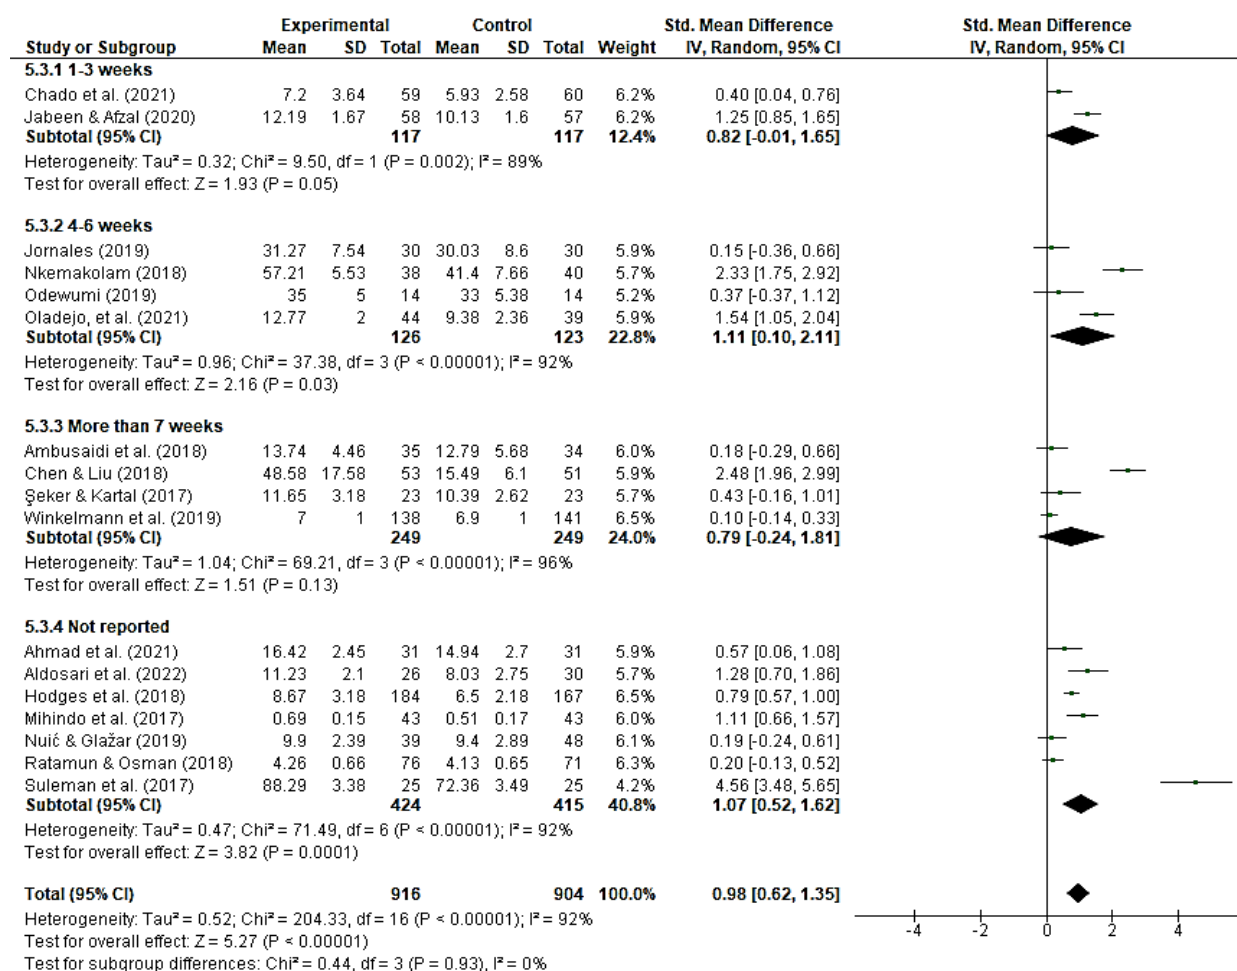 Experimental Control Std. Mean Difference Std. Mean Difference
Study or Subgroup Mean SD Total Mean SD Total Weight IV, Random, 95% CI IV, Random, 95% CI
5.3.1 1-3 weeks
Chado et al. (2021) 7.2 3.64 59 5.93 2.58 60 6.2% 0.40 [0.04, 0.76]
Jabeen & Afzal (2020) 12.19 1.67 58 10.13 1.6 57 6.2% 1.25 [0.85, 1.65]
Subtotal (95% CI) 117 117 12.4% 0.82 [-0.01, 1.65]
Heterogeneity: Tau² = 0.32; Chi² = 9.50, df = 1 (P = 0.002); I² = 89%
Test for overall effect: Z = 1.93 (P = 0.05)
5.3.2 4-6 weeks
Jornales (2019) 31.27 7.54 30 30.03 8.6 30 5.9% 0.15 [-0.36, 0.66]
Nkemakolam (2018) 57.21 5.53 38 41.4 7.66 40 5.7% 2.33 [1.75, 2.92]
Odewumi (2019) 35 5 14 33 5.38 14 5.2% 0.37 [-0.37, 1.12]
Oladejo, et al. (2021) 12.77 2 44 9.38 2.36 39 5.9% 1.54 [1.05, 2.04]
Subtotal (95% CI) 126 123 22.8% 1.11 [0.10, 2.11]
Heterogeneity: Tau² = 0.96; Chi² = 37.38, df = 3 (P < 0.00001); I² = 92%
Test for overall effect: Z = 2.16 (P = 0.03)
5.3.3 More than 7 weeks
Ambusaidi et al. (2018) 13.74 4.46 35 12.79 5.68 34 6.0% 0.18 [-0.29, 0.66]
Chen & Liu (2018) 48.58 17.58 53 15.49 6.1 51 5.9% 2.48 [1.96, 2.99]
Şeker & Kartal (2017) 11.65 3.18 23 10.39 2.62 23 5.7% 0.43 [-0.16, 1.01]
Winkelmann et al. (2019) 7 1 138 6.9 1 141 6.5% 0.10 [-0.14, 0.33]
Subtotal (95% CI) 249 249 24.0% 0.79 [-0.24, 1.81]
Heterogeneity: Tau² = 1.04; Chi² = 69.21, df = 3 (P < 0.00001); I² = 96%
Test for overall effect: Z = 1.51 (P = 0.13)
5.3.4 Not reported
Ahmad et al. (2021) 16.42 2.45 31 14.94 2.7 31 5.9% 0.57 [0.06, 1.08]
Aldosari et al. (2022) 11.23 2.1 26 8.03 2.75 30 5.7% 1.28 [0.70, 1.86]
Hodges et al. (2018) 8.67 3.18 184 6.5 2.18 167 6.5% 0.79 [0.57, 1.00]
Mihindo et al. (2017) 0.69 0.15 43 0.51 0.17 43 6.0% 1.11 [0.66, 1.57]
Nuić & Glažar (2019) 9.9 2.39 39 9.4 2.89 48 6.1% 0.19 [-0.24, 0.61]
Ratamun & Osman (2018) 4.26 0.66 76 4.13 0.65 71 6.3% 0.20 [-0.13, 0.52]
Suleman et al. (2017) 88.29 3.38 25 72.36 3.49 25 4.2% 4.56 [3.48, 5.65]
Subtotal (95% CI) 424 415 40.8% 1.07 [0.52, 1.62]
Heterogeneity: Tau² = 0.47; Chi² = 71.49, df = 6 (P < 0.00001); I² = 92%
Test for overall effect: Z = 3.82 (P = 0.0001)
Total (95% CI) 916 904 100.0% 0.98 [0.62, 1.35]
Heterogeneity: Tau² = 0.52; Chi² = 204.33, df = 16 (P < 0.00001); I² = 92%
Test for overall effect: Z = 5.27 (P < 0.00001)
Test for subgroup differences: Chi² = 0.44, df = 3 (P = 0.93), I² = 0%
-4 -2 0 2 4